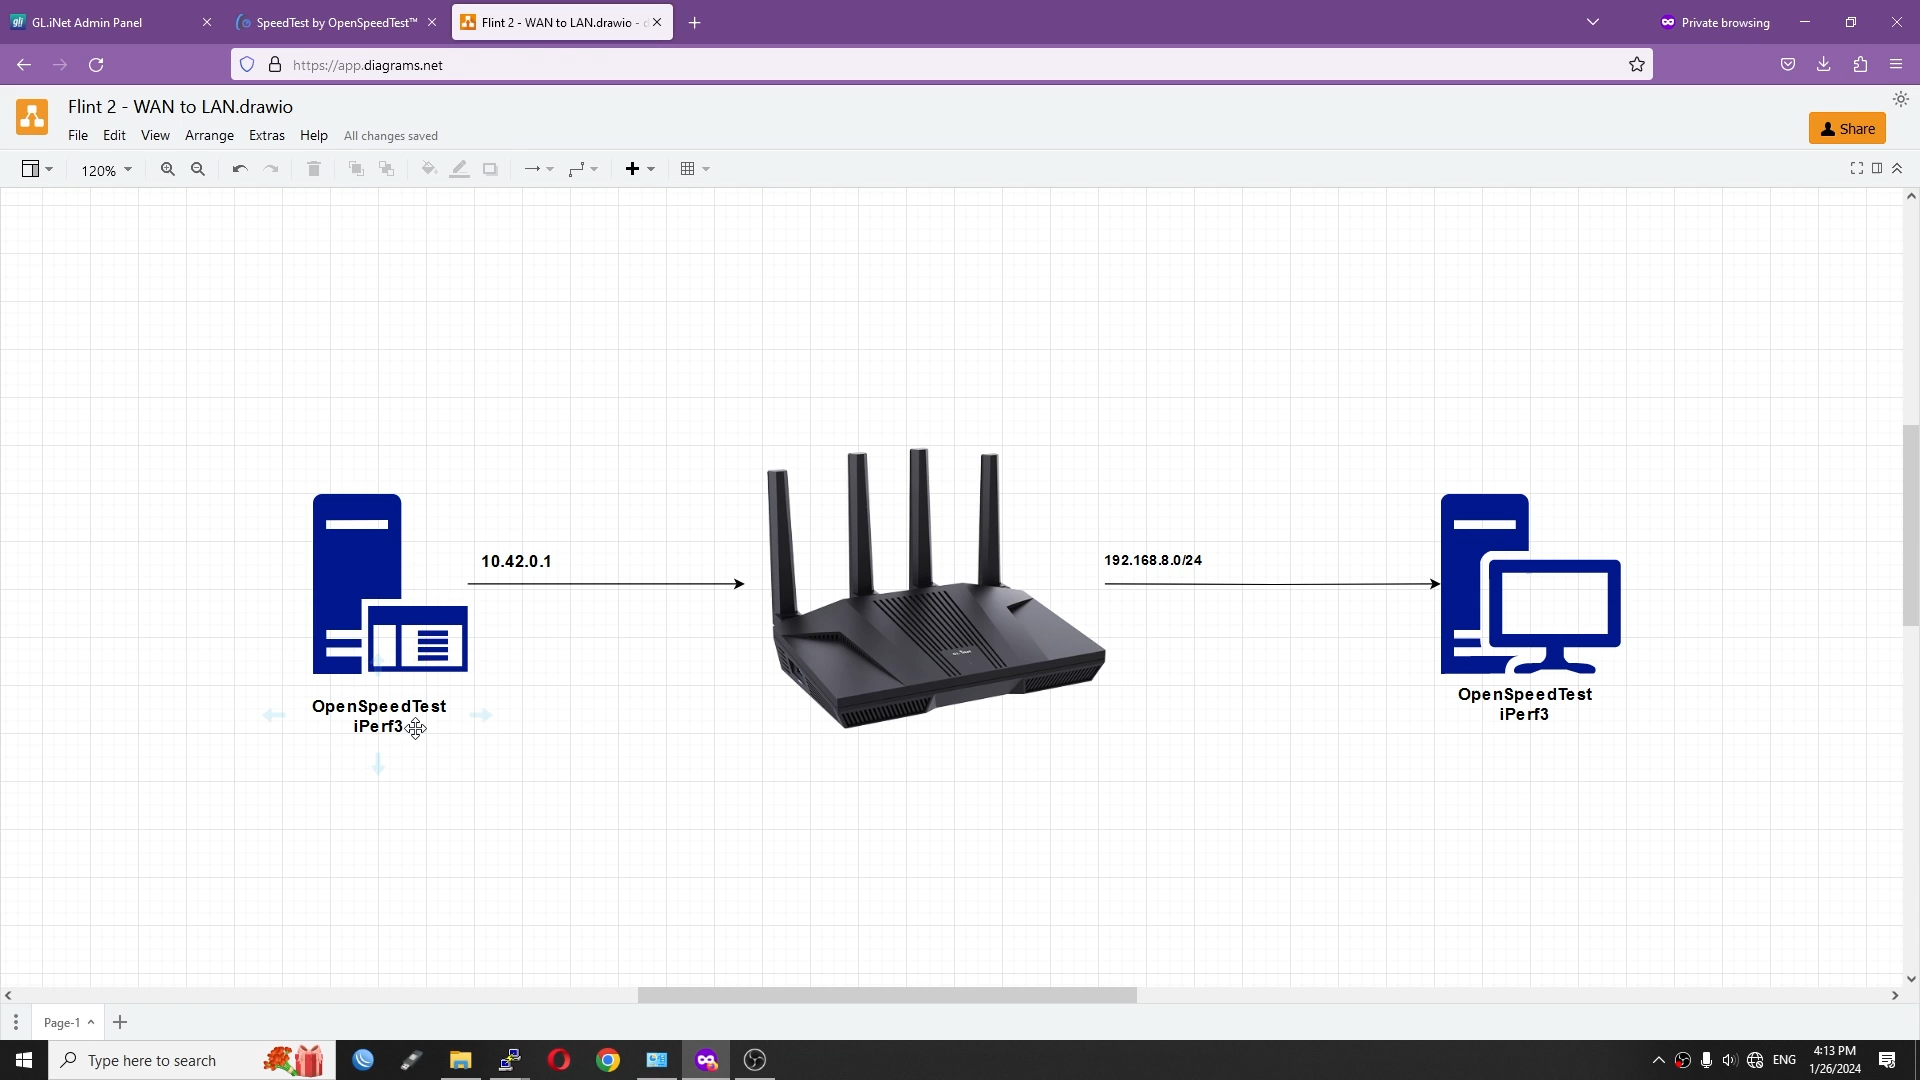 GL.iNet Admin Panel
SpeedTest by OpenSpeedTest™
Flint 2 - WAN to LAN.drawio -
Private browsing
https://app.diagrams.net
Flint 2 - WAN to LAN.drawio
File Edit View Arrange Extras Help All changes saved
Share
120%
10.42.0.1
192.168.8.0/24
OpenSpeedTest
iPerf3
OpenSpeedTest
iPerf3
Page-1
Type here to search
ENG
4:13 PM
1/26/2024